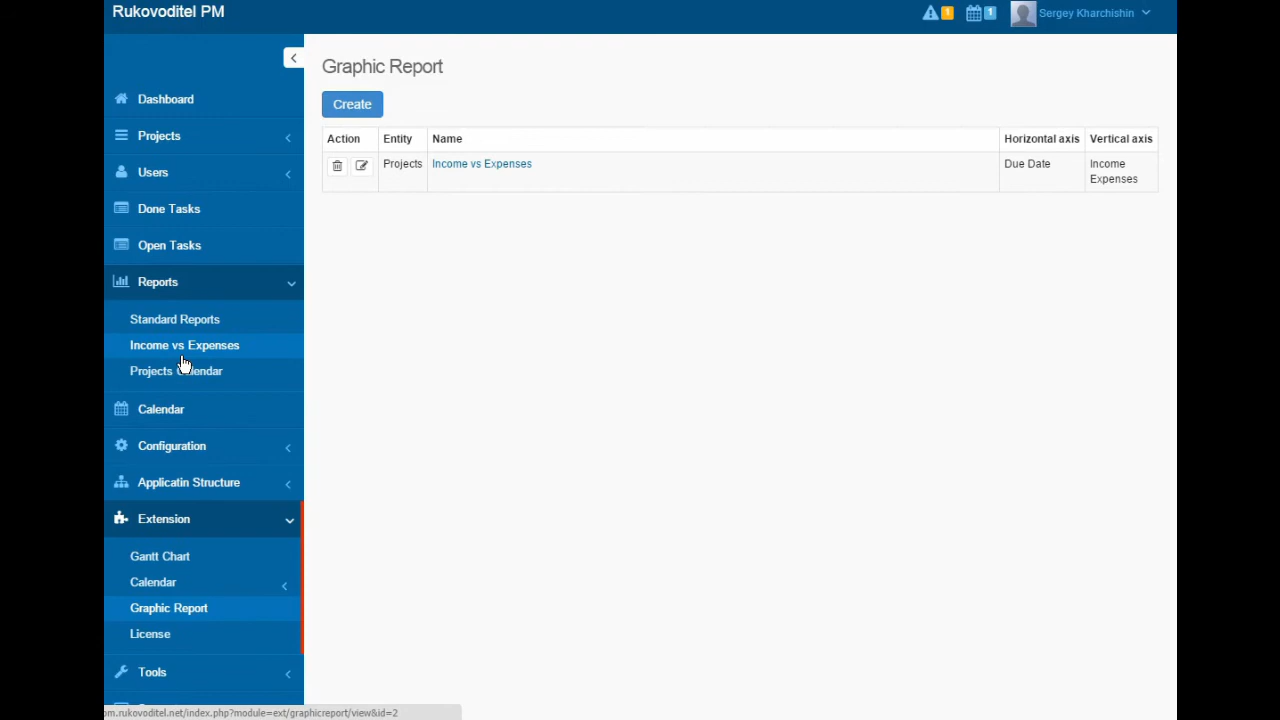 Rukovoditel PM
1
1
Sergey Kharchishin
Dashboard
Projects
Users
Done Tasks
Open Tasks
Reports
Standard Reports
Income vs Expenses
Projects Calendar
Calendar
Configuration
Applicatin Structure
Extension
Gantt Chart
Calendar
Graphic Report
License
Tools
Graphic Report
Create
Action Entity Name Horizontal axis Vertical axis
Projects Income vs Expenses Due Date Income
Expenses
om.rukovoditel.net/index.php?module=ext/graphicreport/view&id=2